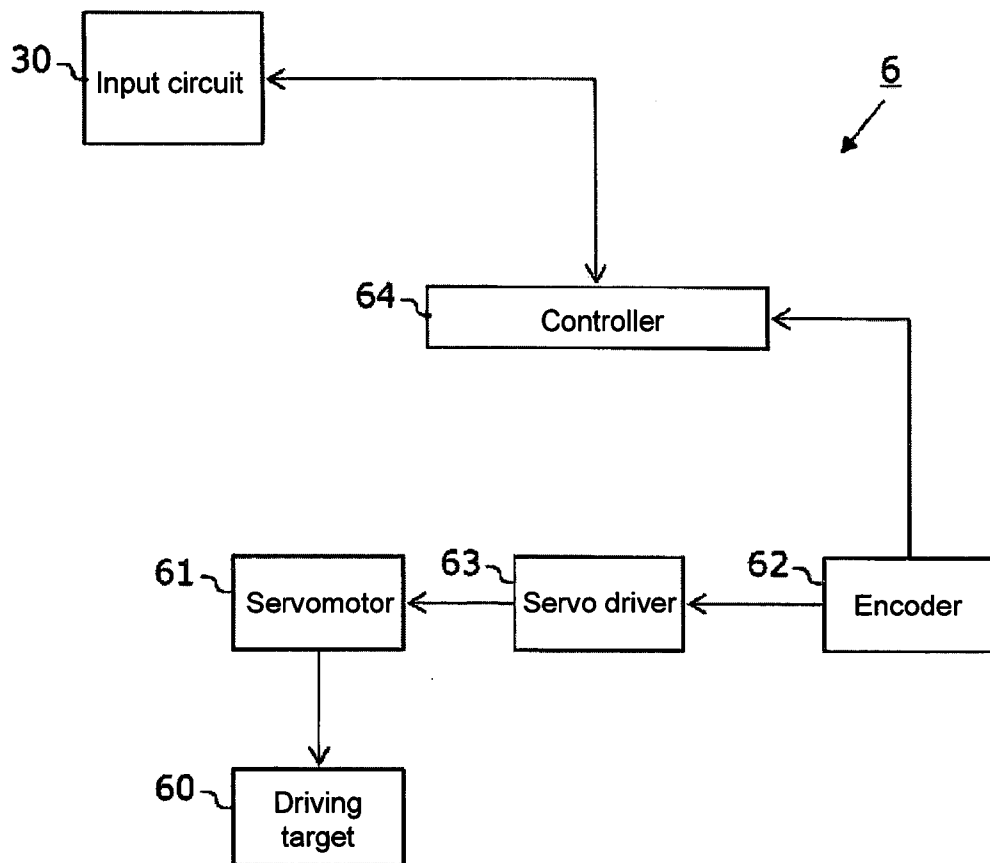 30
Input circuit
6
64
Controller
61
Servomotor
63
Servo driver
62
Encoder
60
Driving
target